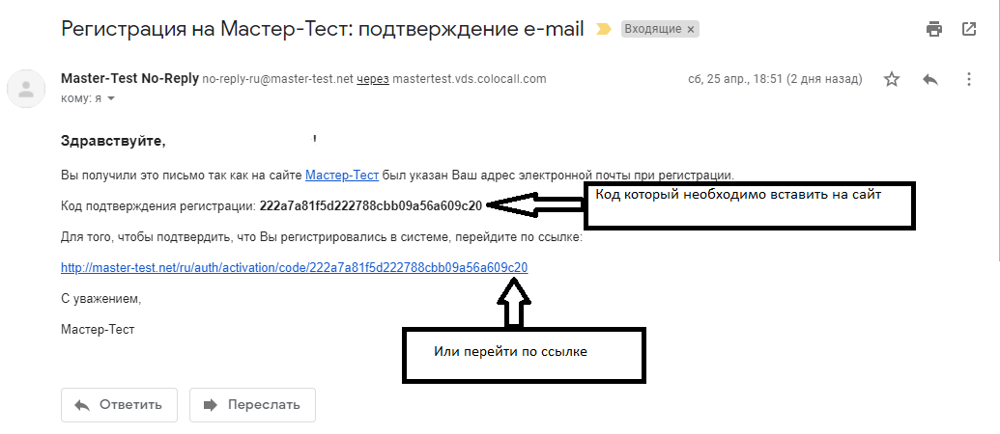 Регистрация на Мастер-Тест: подтверждение e-mail Входящие ×
Master-Test No-Reply no-reply-ru@master-test.net через mastertest.vds.colocall.com сб, 25 апр., 18:51 (2 дня назад)
кому: я
Здравствуйте,
Вы получили это письмо так как на сайте Мастер-Тест был указан Ваш адрес электронной почты при регистрации.
Код подтверждения регистрации: 222a7a81f5d222788cbb09a56a609c20
Код который необходимо вставить на сайт
Для того, чтобы подтвердить, что Вы регистрировались в системе, перейдите по ссылке:
http://master-test.net/ru/auth/activation/code/222a7a81f5d222788cbb09a56a609c20
С уважением,
Мастер-Тест
Или перейти по ссылке
Ответить Переслать